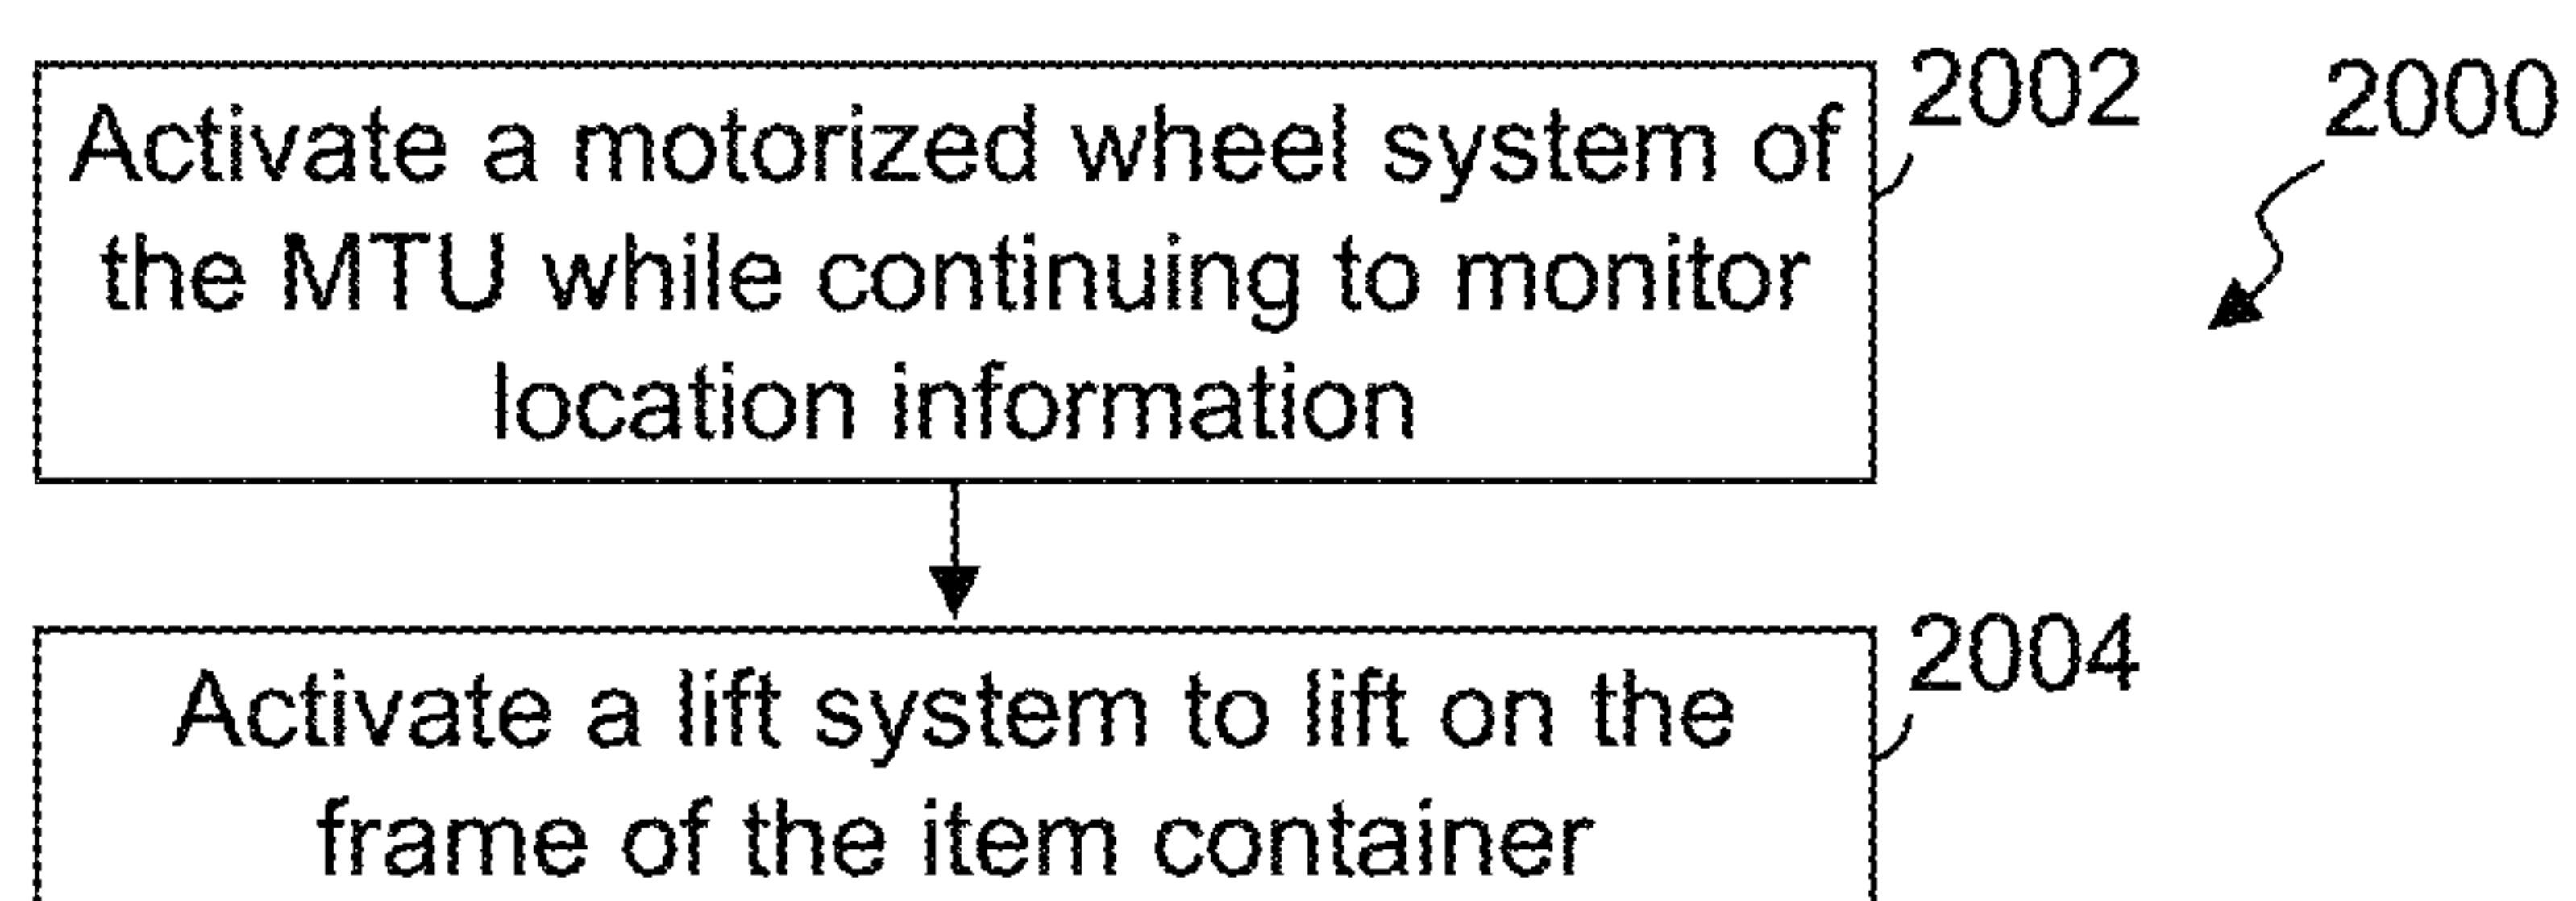 Activate a motorized wheel system of
the MTU while continuing to monitor
location information
2002
2000
Activate a lift system to lift on the
frame of the item container
2004